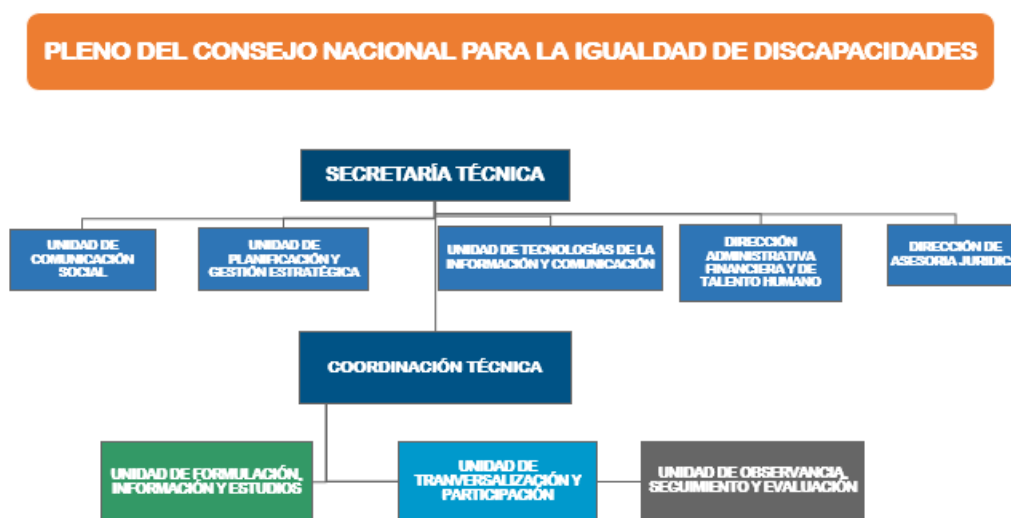 PLENO DEL CONSEJO NACIONAL PARA LA IGUALDAD DE DISCAPACIDADES
SECRETARÍA TÉCNICA
UNIDAD DE
COMUNICACIÓN
SOCIAL
UNIDAD DE
PLANIFICACIÓN Y
GESTIÓN ESTRATÉGICA
UNIDAD DE TECNOLOGÍAS DE LA
INFORMACIÓN Y COMUNICACIÓN
DIRECCIÓN
ADMINISTRATIVA
FINANCIERA Y DE
TALENTO HUMANO
DIRECCIÓN DE
ASESORIA JURIDICA
COORDINACIÓN TÉCNICA
UNIDAD DE FORMULACIÓN,
INFORMACIÓN Y ESTUDIOS
UNIDAD DE
TRANVERSALIZACIÓN Y
PARTICIPACIÓN
UNIDAD DE OBSERVANCIA,
SEGUIMIENTO Y EVALUACIÓN